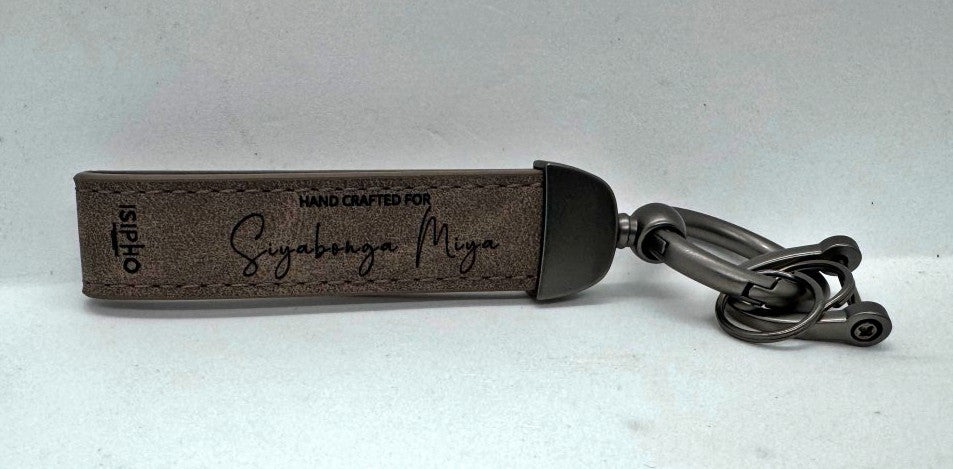 ISIPHO
HAND CRAFTED FOR
Siyabonga Miya